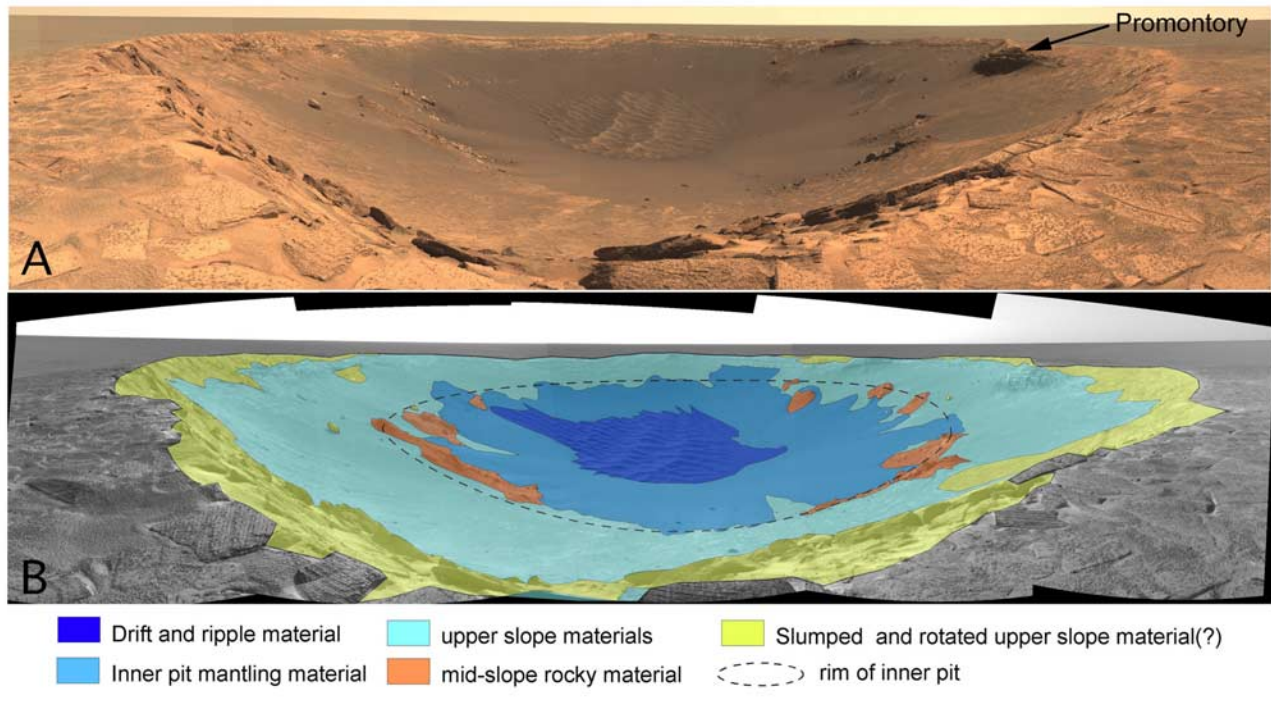 Promontory
A
B
Drift and ripple material
upper slope materials
Slumped and rotated upper slope material(?)
Inner pit mantling material
mid-slope rocky material
rim of inner pit